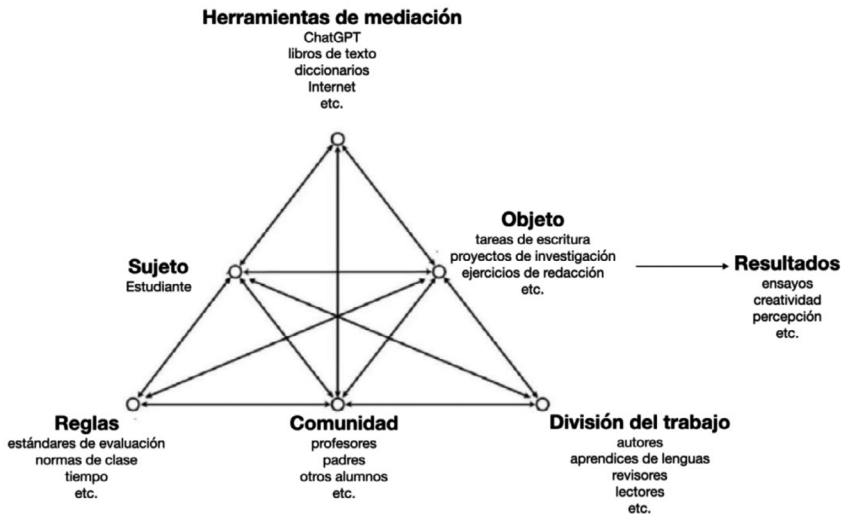 Herramientas de mediación
ChatGPT
libros de texto
diccionarios
Internet
etc.
Sujeto
Estudiante
Objeto
tareas de escritura
proyectos de investigación
ejercicios de redacción
etc.
Resultados
ensayos
creatividad
percepción
etc.
Reglas
estándares de evaluación
normas de clase
tiempo
etc.
Comunidad
profesores
padres
otros alumnos
etc.
División del trabajo
autores
aprendices de lenguas
revisores
lectores
etc.